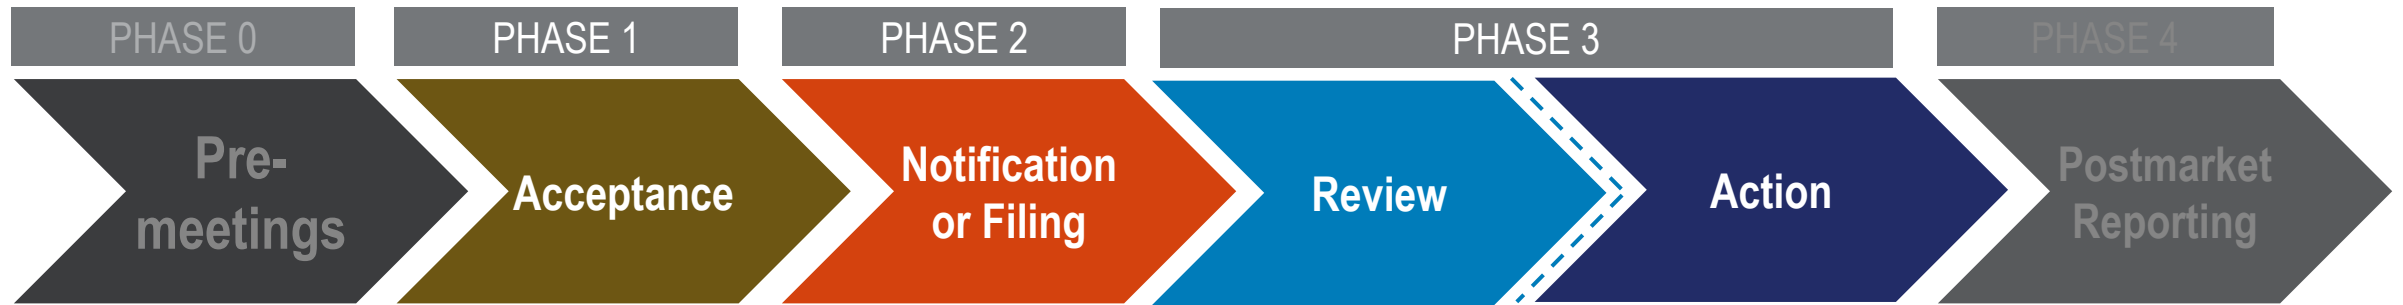 PHASE 0
PHASE 1
PHASE 2
PHASE 3
PHASE 4
Pre-
meetings
Acceptance
Notification
or Filing
Review
Action
Postmarket
Reporting